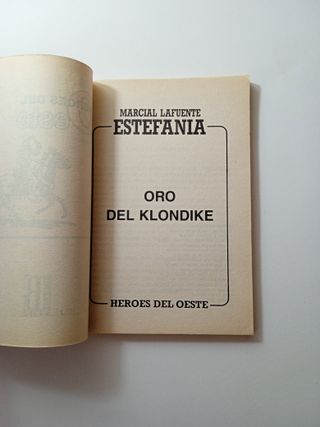 MARCIAL LAFUENTE
ESTEFANIA
ORO
DEL KLONDIKE
HEROES DEL OESTE